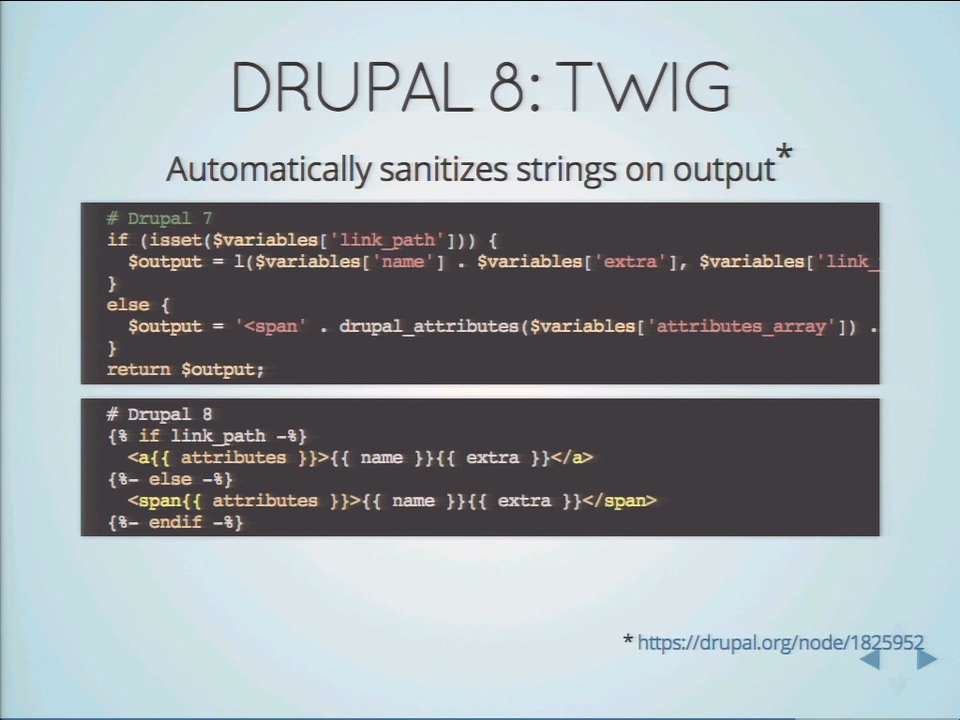 DRUPAL 8: TWIG
Automatically sanitizes strings on output*
# Drupal 7
if (isset($variables['link_path'])) {
  $output = l($variables['name'] . $variables['extra'], $variables['link_
}
else {
  $output = '<span' . drupal_attributes($variables['attributes_array']) .
}
return $output;
# Drupal 8
{% if link_path -%}
  <a{{ attributes }}>{{ name }}{{ extra }}</a>
{%- else -%}
  <span{{ attributes }}>{{ name }}{{ extra }}</span>
{%- endif -%}
* https://drupal.org/node/1825952